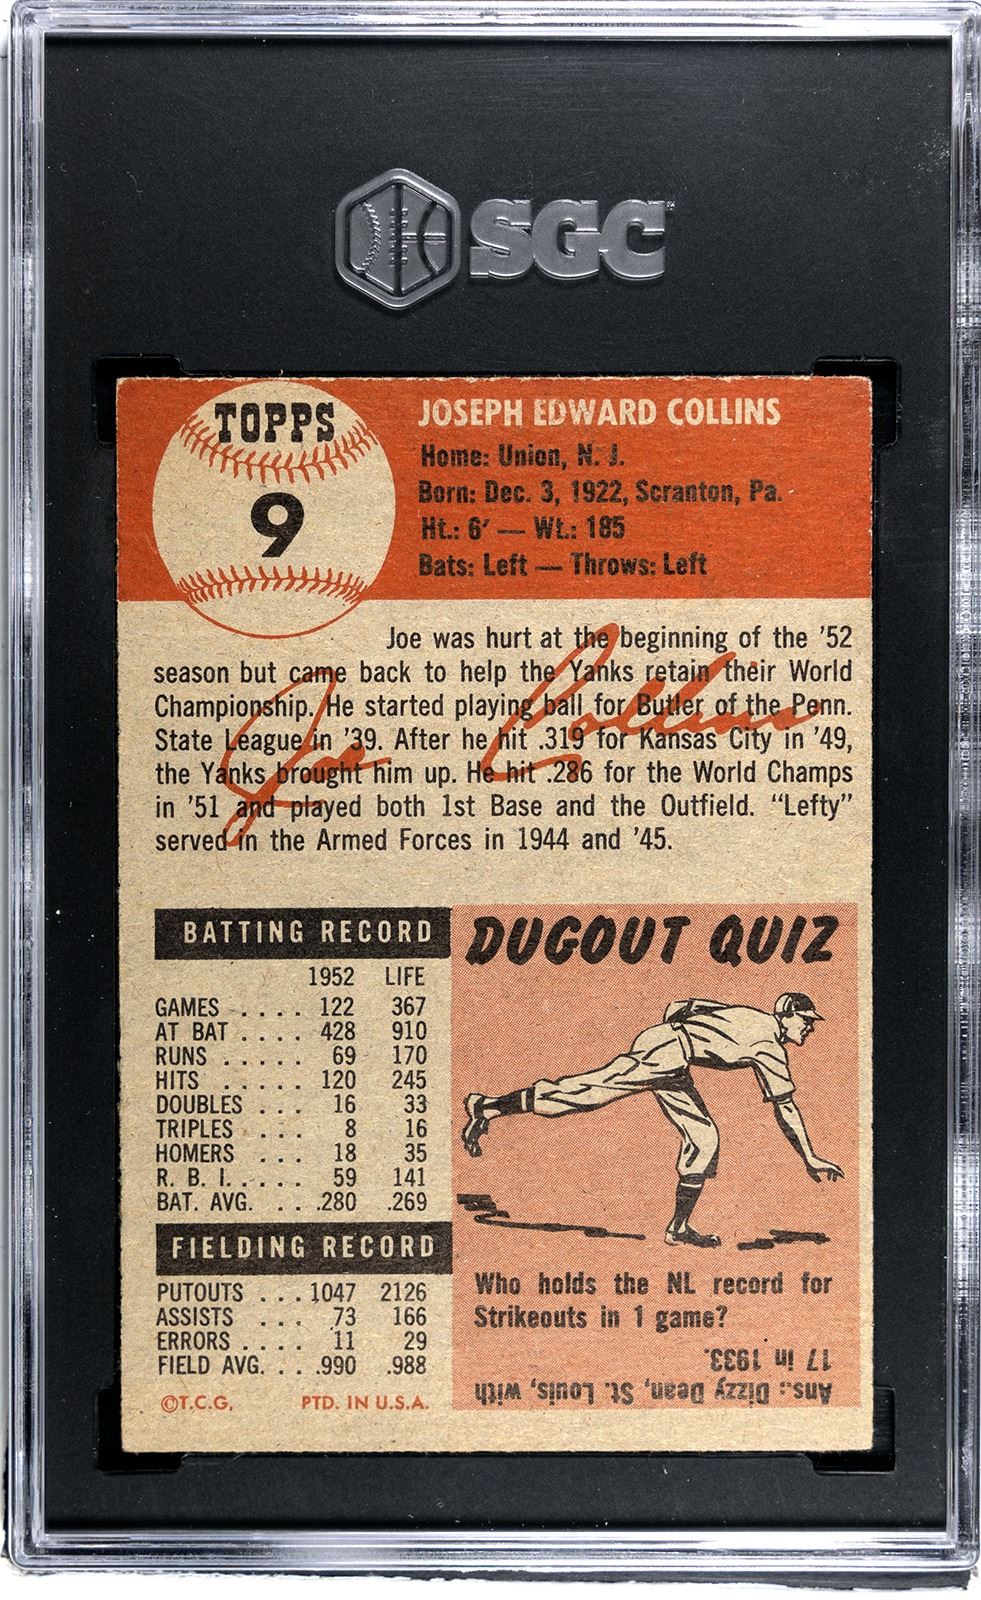 SGC
TOPPS
9
JOSEPH EDWARD COLLINS
Home: Union, N. J.
Born: Dec. 3, 1922, Scranton, Pa.
Ht.: 6' — Wt.: 185
Bats: Left — Throws: Left
Joe was hurt at the beginning of the '52
season but came back to help the Yanks retain their World
Championship. He started playing ball for Butler of the Penn.
State League in '39. After he hit .319 for Kansas City in '49,
the Yanks brought him up. He hit .286 for the World Champs
in '51 and played both 1st Base and the Outfield. "Lefty"
served in the Armed Forces in 1944 and '45.
Joe Collins
BATTING RECORD
1952 LIFE
GAMES .... 122 367
AT BAT .... 428 910
RUNS ..... 69 170
HITS ..... 120 245
DOUBLES ... 16 33
TRIPLES ... 8 16
HOMERS ... 18 35
R. B. I. .... 59 141
BAT. AVG. ... .280 .269
FIELDING RECORD
PUTOUTS ... 1047 2126
ASSISTS ... 73 166
ERRORS .... 11 29
FIELD AVG. ... .990 .988
©T.C.G. PTD. IN U.S.A.
DUGOUT QUIZ
Who holds the NL record for
Strikeouts in 1 game?
Ans.: Dizzy Dean, St. Louis, with
17 in 1933.